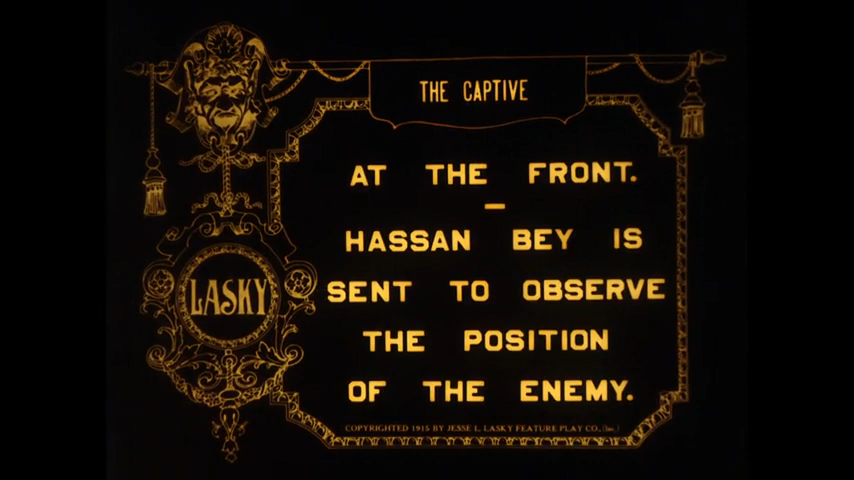 THE CAPTIVE
AT THE FRONT.
—
HASSAN BEY IS
SENT TO OBSERVE
THE POSITION
OF THE ENEMY.
LASKY
COPYRIGHTED 1915 BY JESSE L. LASKY FEATURE PLAY CO., (Inc.)